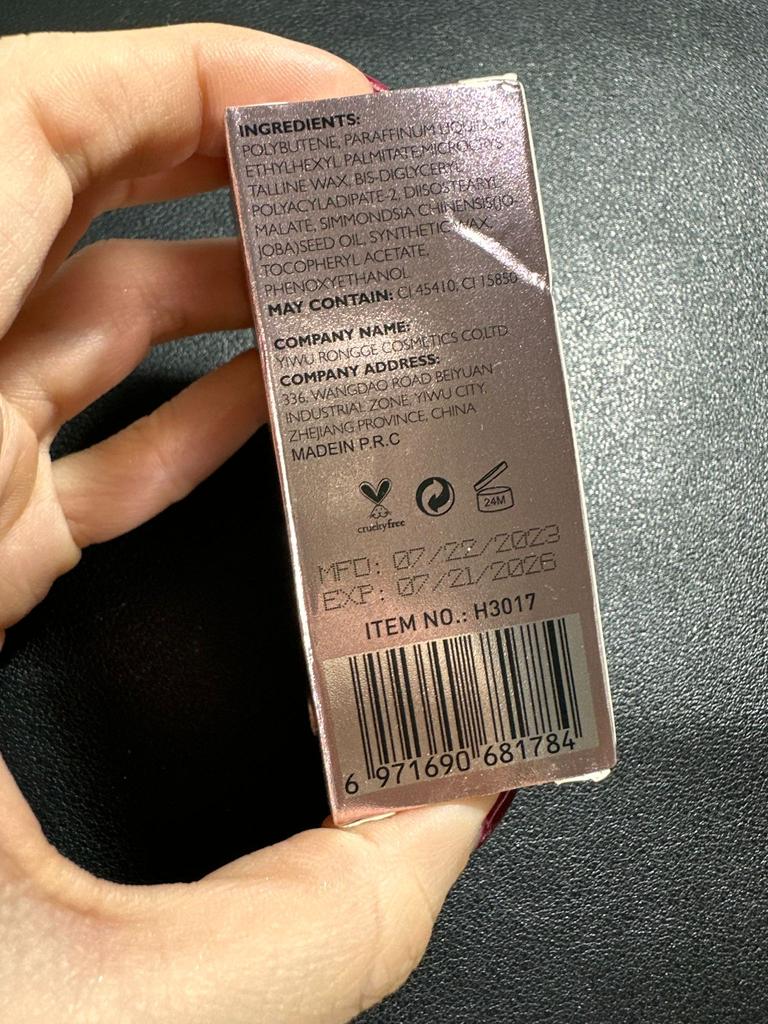 INGREDIENTS:
POLYBUTENE, PARAFFINUM LIQUIDUM,
ETHYLHEXYL PALMITATE,MICROCRYS
TALLINE WAX, BIS-DIGLYCERYL
POLYACYLADIPATE-2, DIISOSTEARYL
MALATE, SIMMONDSIA CHINENSIS(JO-
JOBA)SEED OIL, SYNTHETIC WAX,
TOCOPHERYL ACETATE,
PHENOXYETHANOL
MAY CONTAIN: CI 45410, CI 15850
COMPANY NAME:
YIWU RONGGE COSMETICS CO.LTD
COMPANY ADDRESS:
336, WANGDAO ROAD BEIYUAN
INDUSTRIAL ZONE, YIWU CITY,
ZHEJIANG PROVINCE, CHINA
MADEIN P.R.C
crueltyfree
24M
MFD: 07/22/2023
EXP: 07/21/2026
ITEM NO.: H3017
6 971690 681784